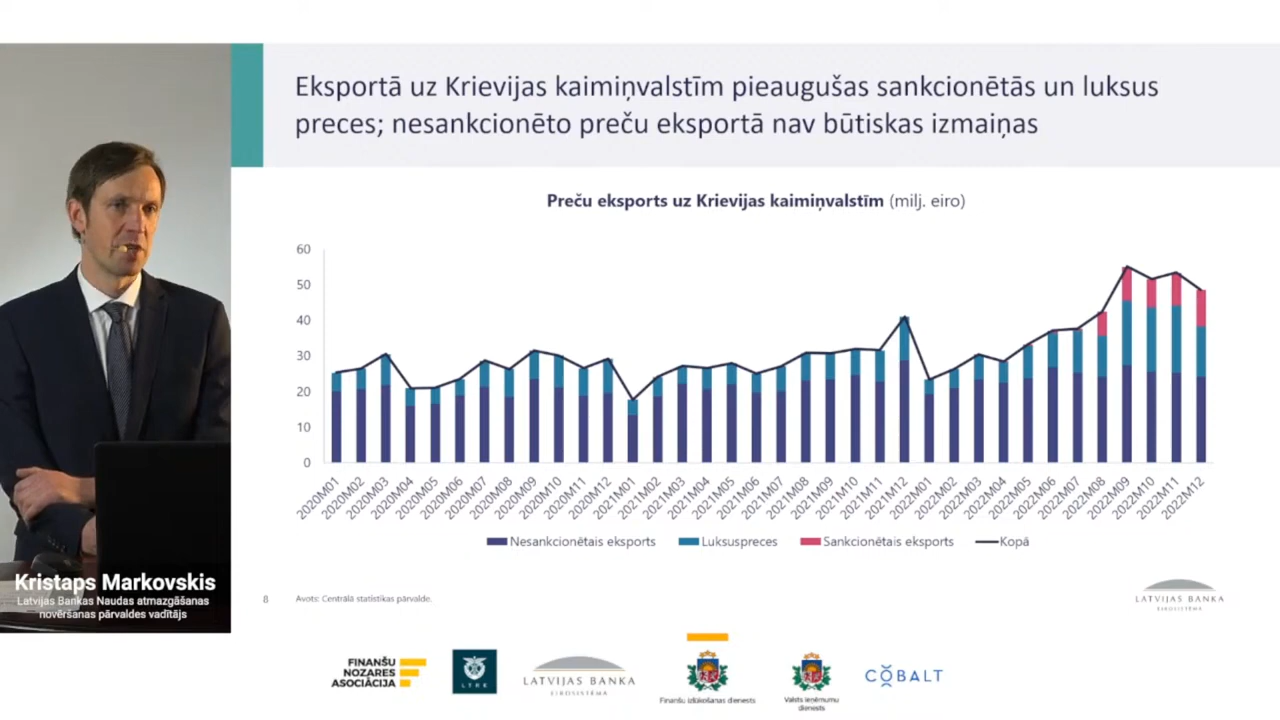 Eksportā uz Krievijas kaimiņvalstīm pieaugušas sankcionētās un luksus
preces; nesankcionēto preču eksportā nav būtiskas izmaiņas
Preču eksports uz Krievijas kaimiņvalstīm (milj. eiro)
60
50
40
30
20
10
0
2020M01
2020M02
2020M03
2020M04
2020M05
2020M06
2020M07
2020M08
2020M09
2020M10
2020M11
2020M12
2021M01
2021M02
2021M03
2021M04
2021M05
2021M06
2021M07
2021M08
2021M09
2021M10
2021M11
2021M12
2022M01
2022M02
2022M03
2022M04
2022M05
2022M06
2022M07
2022M08
2022M09
2022M10
2022M11
2022M12
Nesankcionētais eksports Luksuspreces Sankcionētais eksports Kopā
Kristaps Markovskis
Latvijas Bankas Naudas atmazgāšanas
novēršanas pārvaldes vadītājs
8 Avots: Centrālā statistikas pārvalde.
LATVIJAS BANKA
EIROSISTĒMA
FINANŠU
NOZARES
ASOCIĀCIJA
LTRK
LATVIJAS BANKA
EIROSISTĒMA
Finanšu izlūkošanas dienests
Valsts ieņēmumu
dienests
COBALT